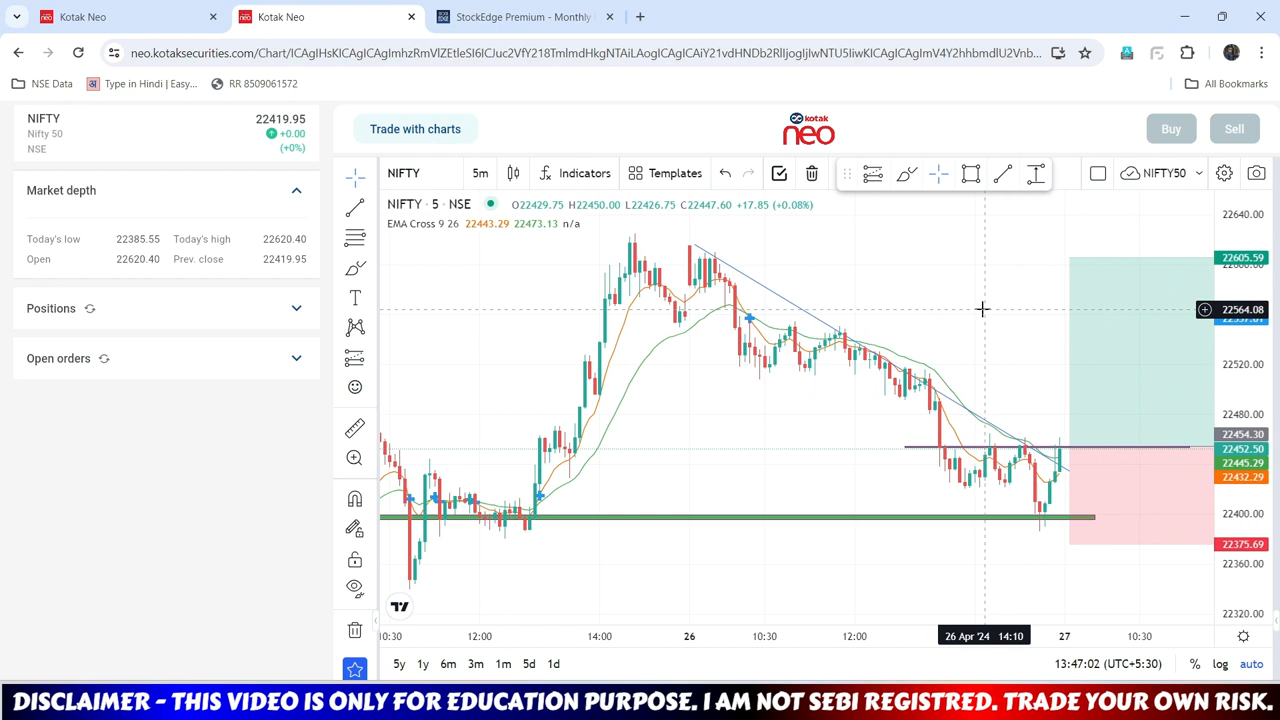 Kotak Neo
Kotak Neo
StockEdge Premium - Monthly
neo.kotaksecurities.com/Chart/
NSE Data
Type in Hindi | Easy...
RR 8509061572
All Bookmarks
NIFTY 22419.95
Nifty 50 +0.00
NSE (+0%)
Market depth
Today's low 22385.55 Today's high 22620.40
Open 22620.40 Prev. close 22419.95
Positions
Open orders
Trade with charts
kotak
neo
Buy
Sell
NIFTY 5m Indicators Templates NIFTY50
NIFTY · 5 · NSE O22429.75 H22450.00 L22426.75 C22447.60 +17.85 (+0.08%)
EMA Cross 9 26 22443.29 22473.13 n/a
22640.00
22605.59
22564.08
22520.00
22480.00
22454.30
22452.50
22445.29
22432.29
22400.00
22375.69
22360.00
22320.00
10:30 12:00 14:00 26 10:30 12:00 26 Apr '24 14:10 27 10:30
5y 1y 6m 3m 1m 5d 1d
13:47:02 (UTC+5:30) % log auto
DISCLAIMER - THIS VIDEO IS ONLY FOR EDUCATION PURPOSE. I AM NOT SEBI REGISTRED. TRADE YOUR OWN RISK.